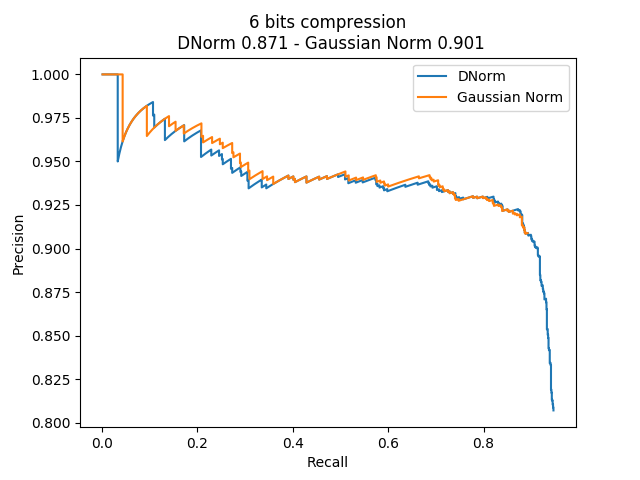 6 bits compression
DNorm 0.871 - Gaussian Norm 0.901
DNorm
Gaussian Norm
1.000
0.975
0.950
0.925
0.900
0.875
0.850
0.825
0.800
Precision
0.0
0.2
0.4
0.6
0.8
Recall